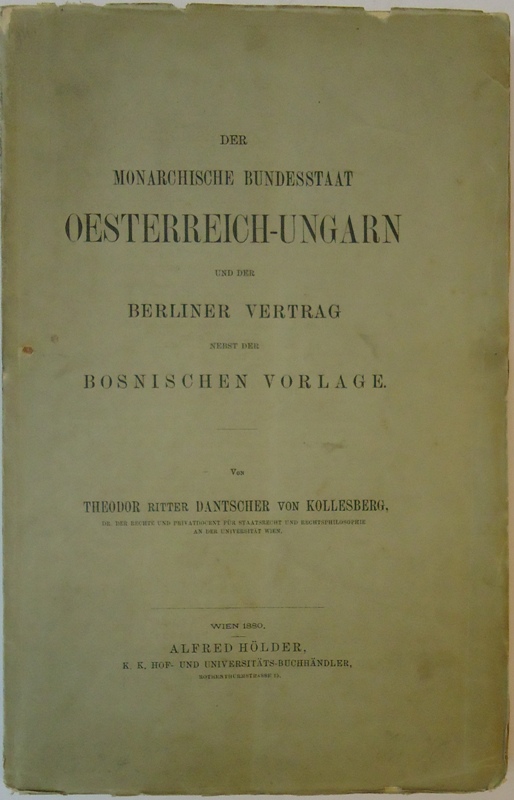 DER
MONARCHISCHE BUNDESSTAAT
OESTERREICH-UNGARN
UND DER
BERLINER VERTRAG
NEBST DER
BOSNISCHEN VORLAGE.
Von
THEODOR RITTER DANTSCHER VON KOLLESBERG,
DR. DER RECHTE UND PRIVATDOCENT FÜR STAATSRECHT UND RECHTSPHILOSOPHIE
AN DER UNIVERSITÄT WIEN.
WIEN 1880.
ALFRED HÖLDER,
K. K. HOF- UND UNIVERSITÄTS-BUCHHÄNDLER,
ROTHENTHURMSTRASSE 15.